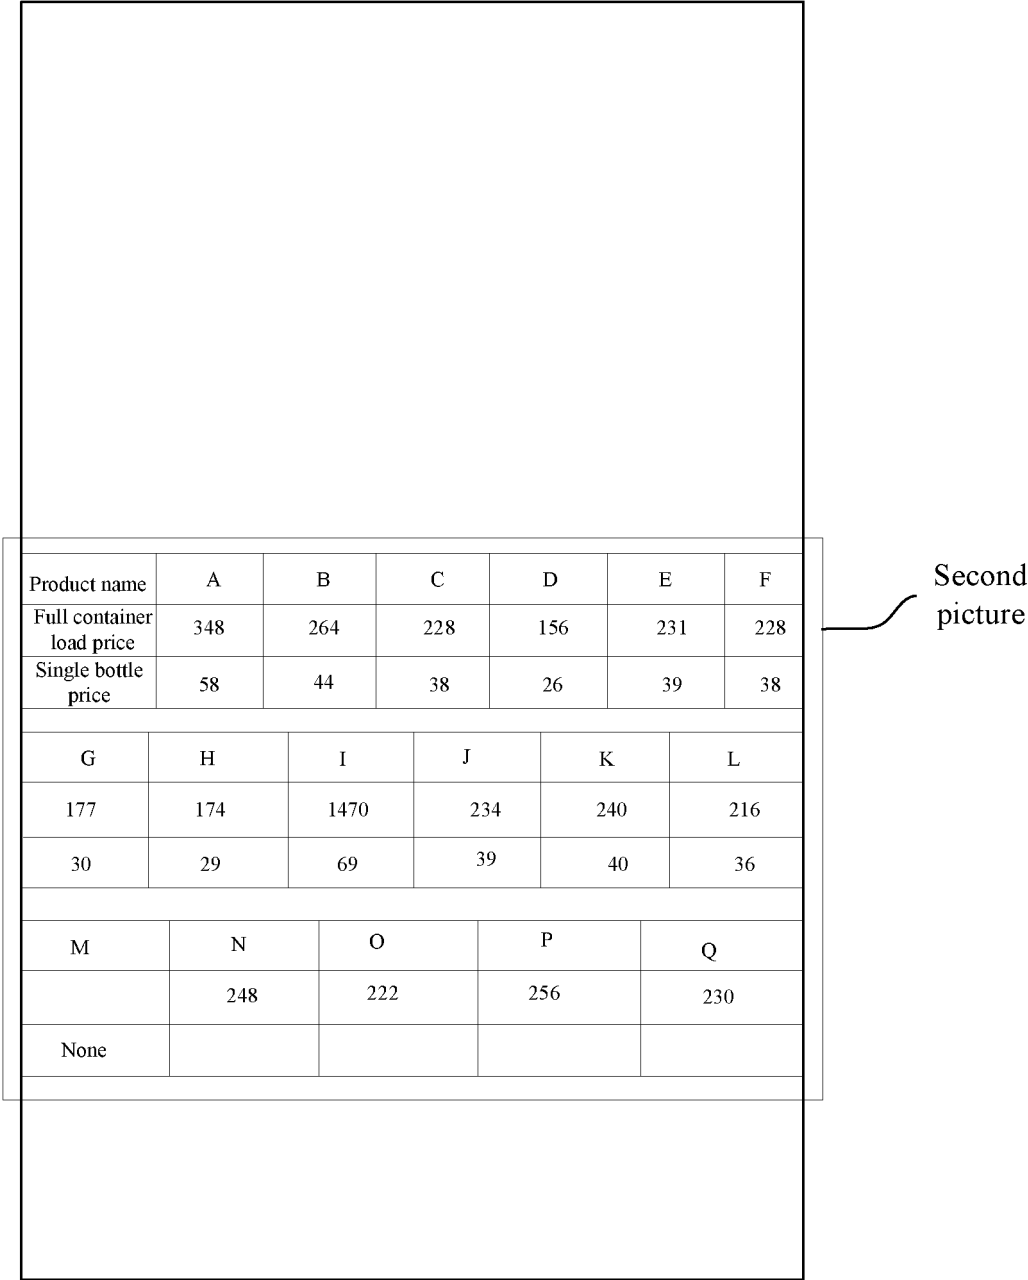 Product name A B C D E F
Full container
load price 348 264 228 156 231 228
Single bottle
price 58 44 38 26 39 38
G H I J K L
177 174 1470 234 240 216
30 29 69 39 40 36
M N O P Q
248 222 256 230
None
Second
picture